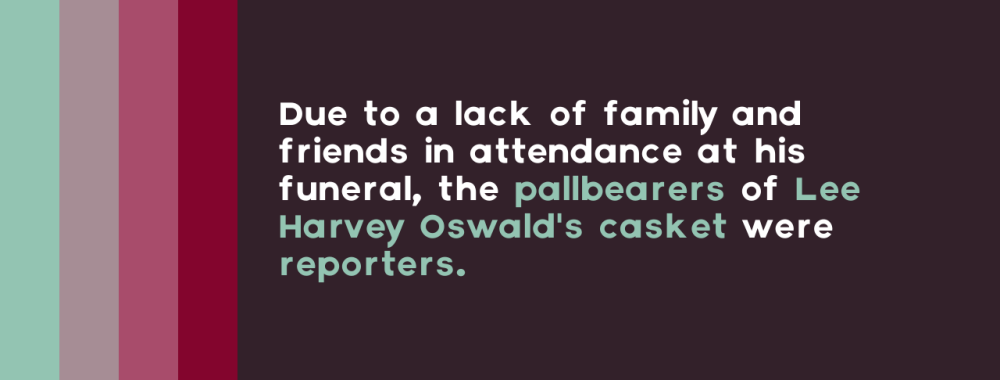 Due to a lack of family and
friends in attendance at his
funeral, the pallbearers of Lee
Harvey Oswald's casket were
reporters.